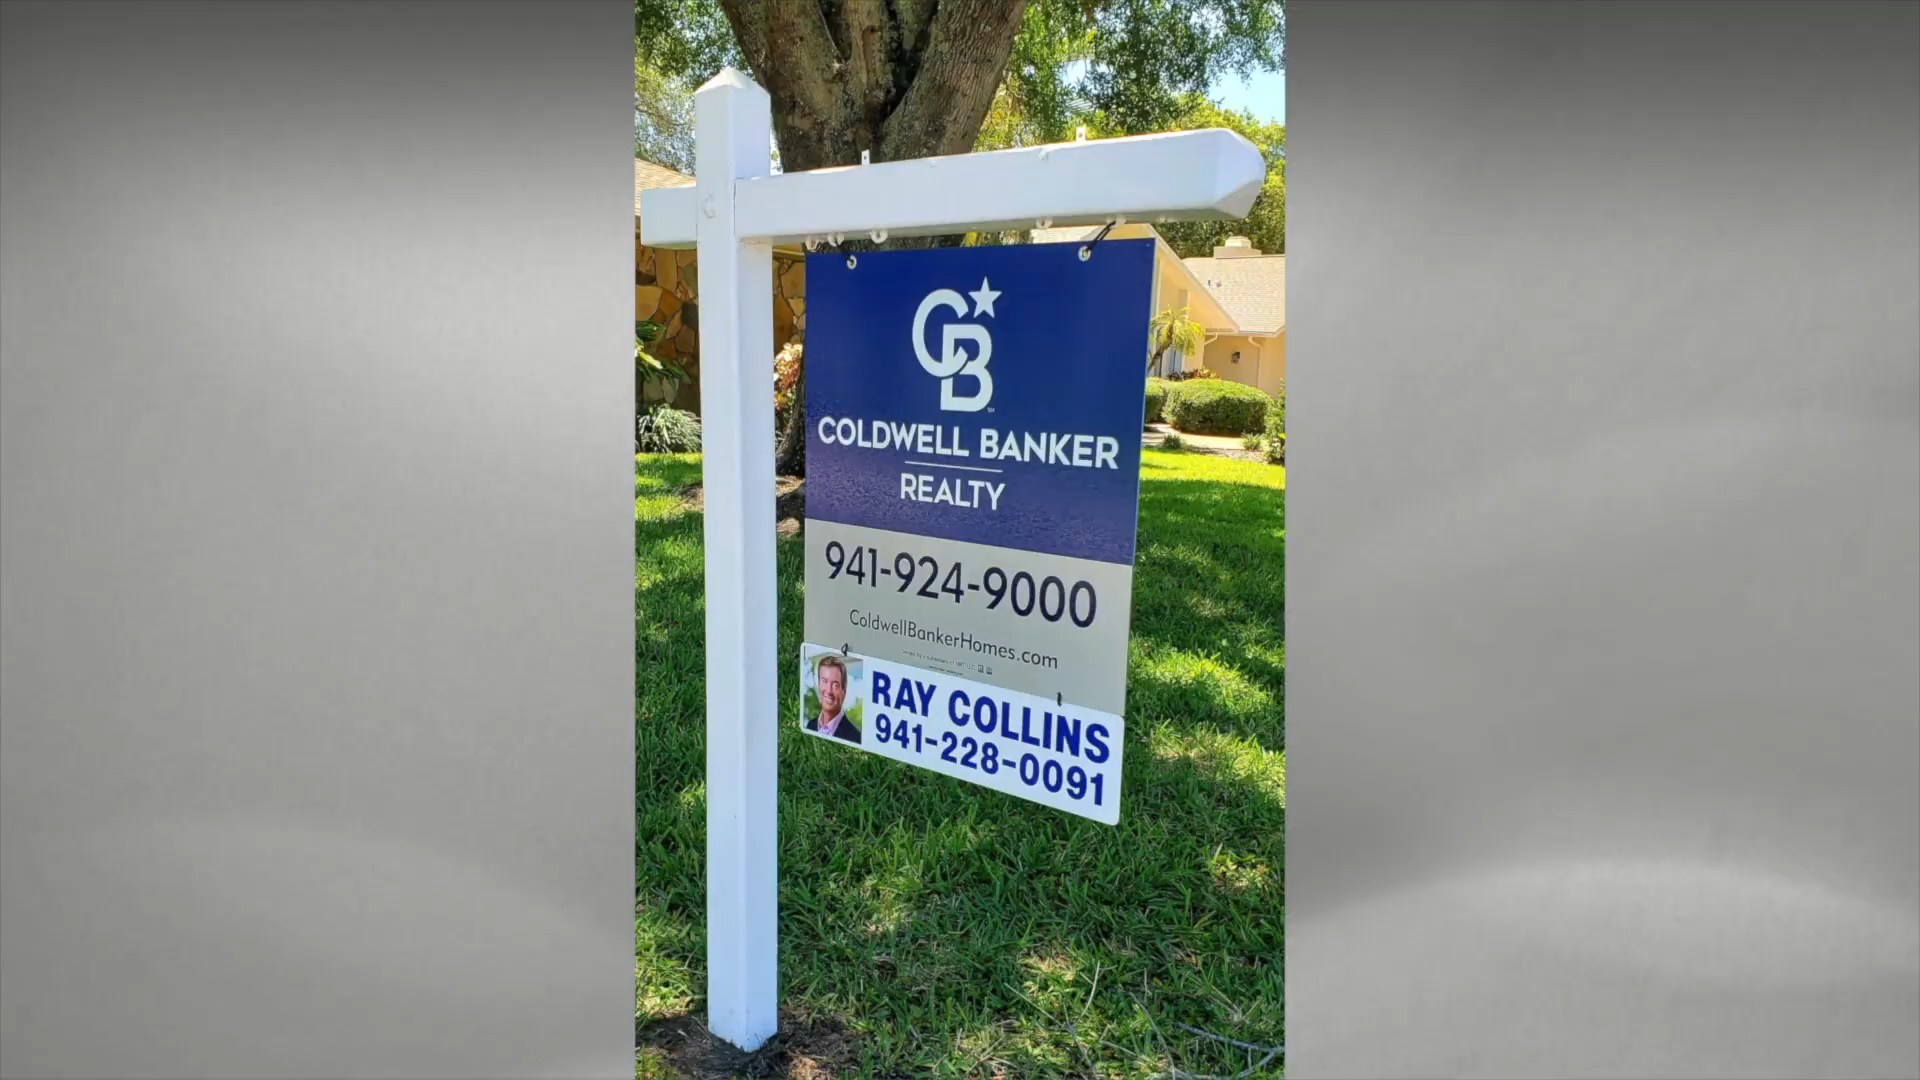 CB
COLDWELL BANKER
REALTY
941-924-9000
ColdwellBankerHomes.com
RAY COLLINS
941-228-0091